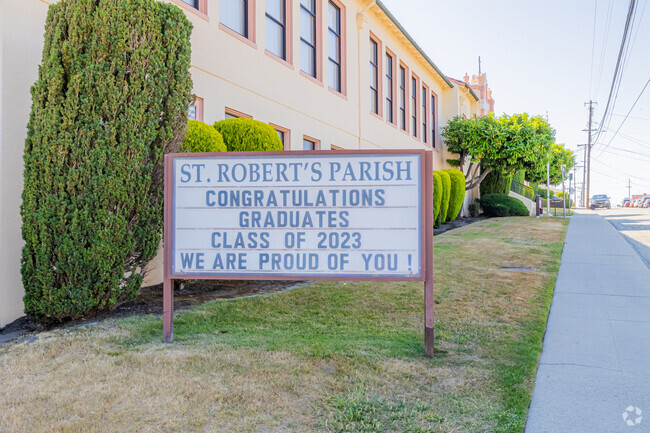 ST. ROBERT'S PARISH
CONGRATULATIONS
GRADUATES
CLASS OF 2023
WE ARE PROUD OF YOU !